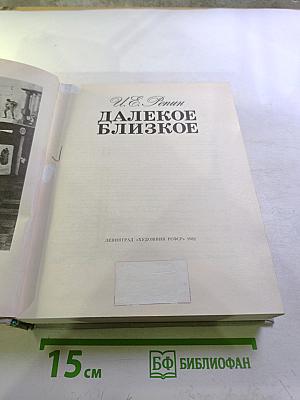 И.Е. Репин
ДАЛЕКОЕ
БЛИЗКОЕ
ЛЕНИНГРАД «ХУДОЖНИК РСФСР» 1982
15 см
БФ БИБЛИОФАН